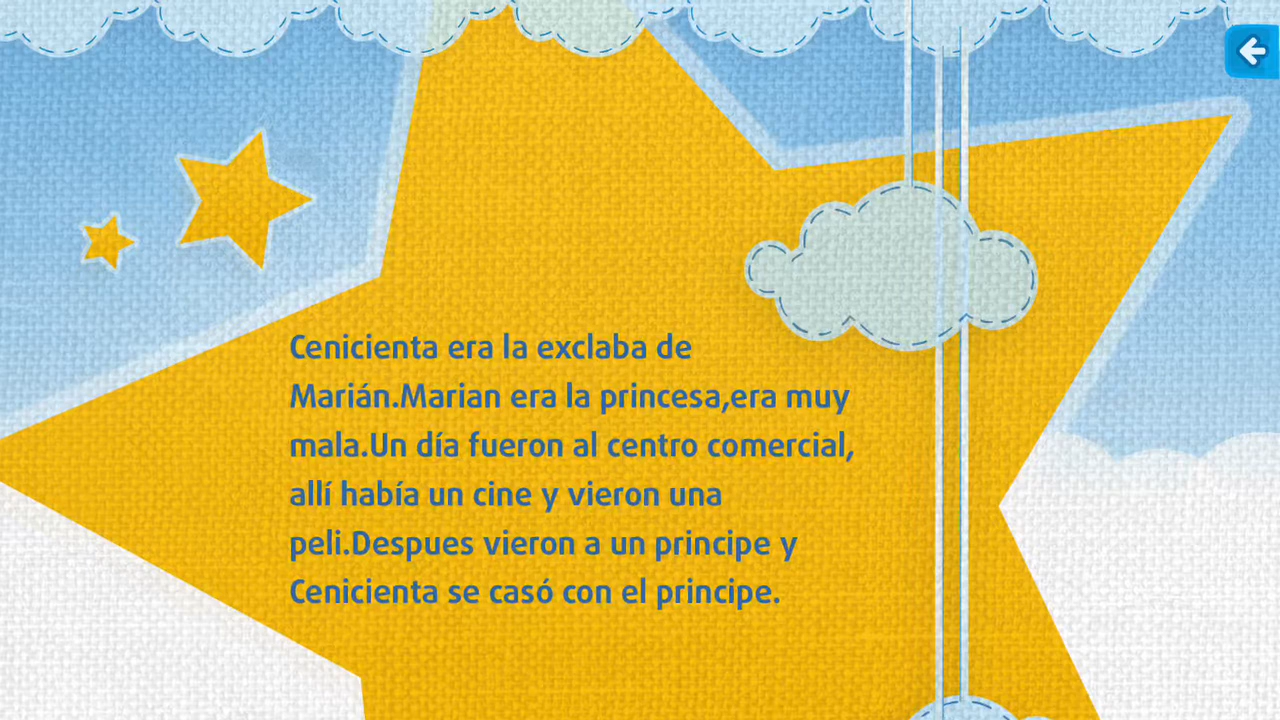 Cenicienta era la exclaba de
Marián.Marian era la princesa,era muy
mala.Un día fueron al centro comercial,
allí había un cine y vieron una
peli.Despues vieron a un principe y
Cenicienta se casó con el principe.